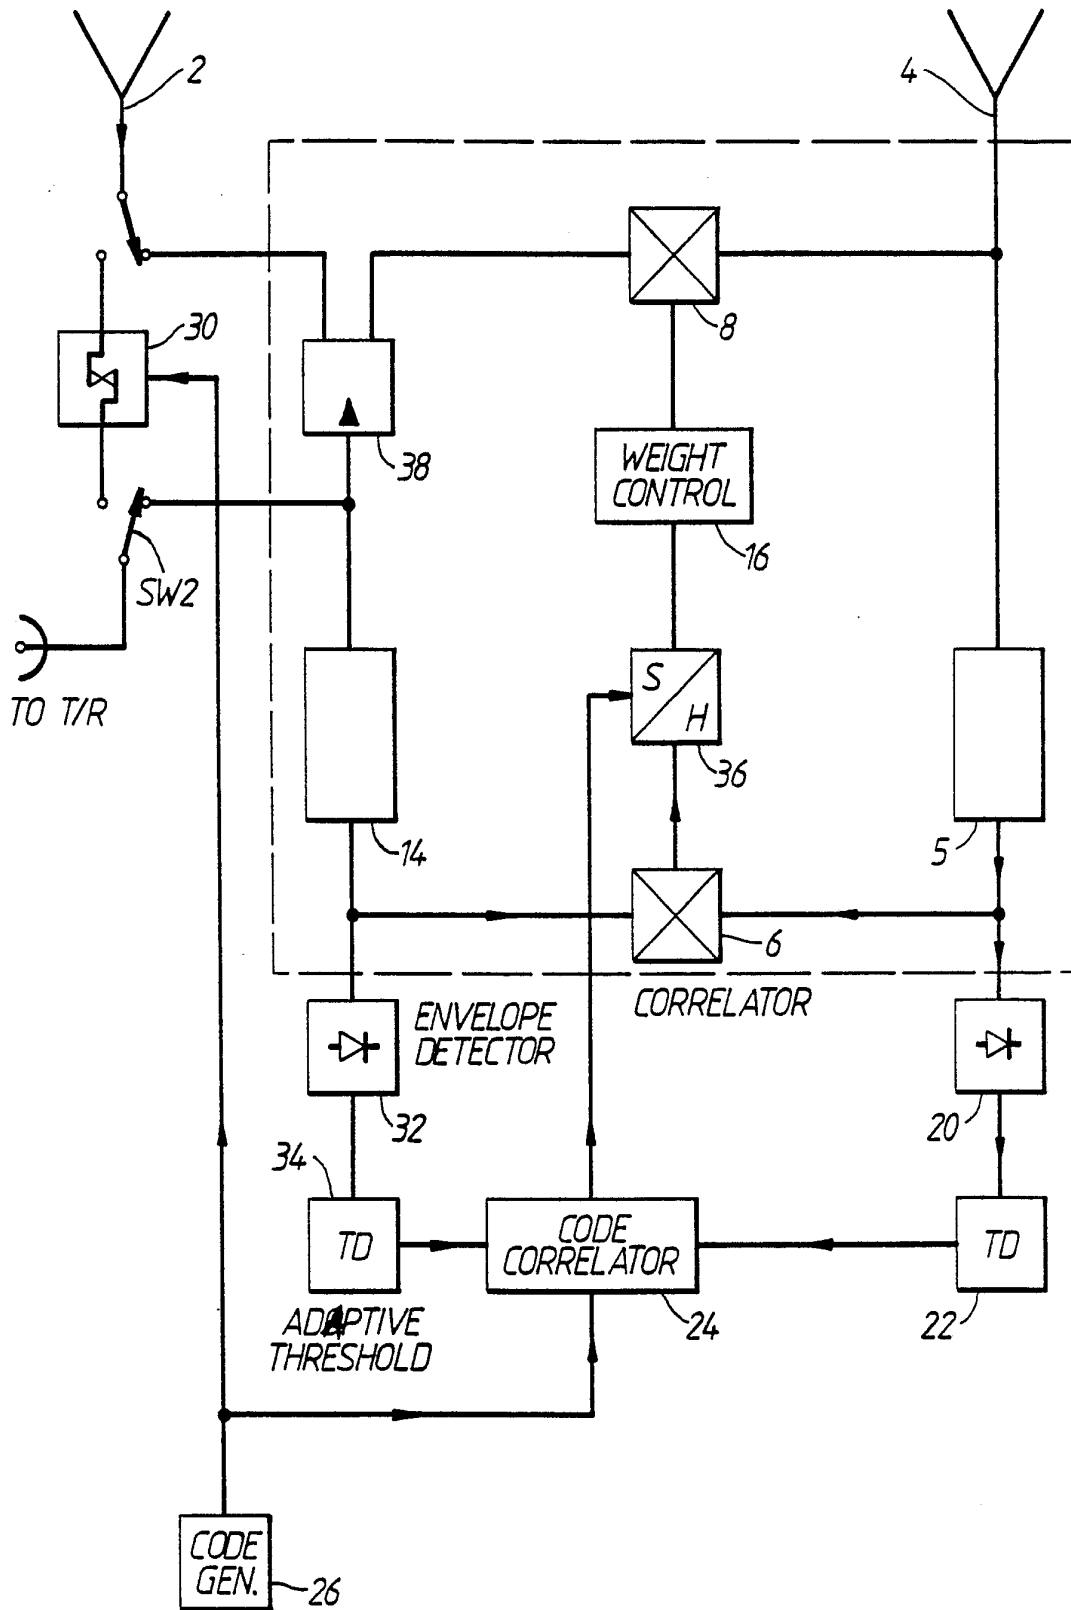 2
4
8
30
38
WEIGHT
CONTROL
16
SW2
TO T/R
S
H
36
14
5
6
ENVELOPE
DETECTOR
CORRELATOR
32
20
34
TD
CODE
CORRELATOR
24
TD
22
ADAPTIVE
THRESHOLD
CODE
GEN.
26